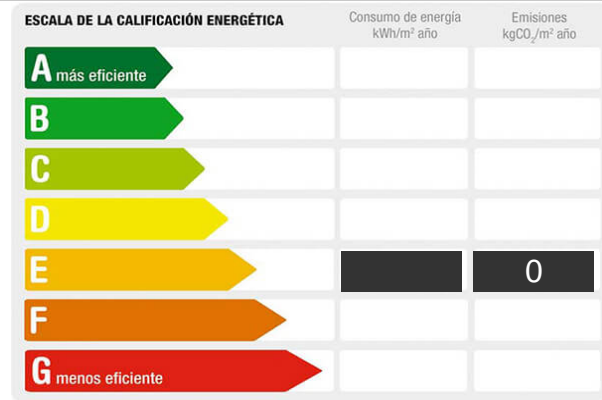 ESCALA DE LA CALIFICACIÓN ENERGÉTICA
Consumo de energía
kWh/m² año
Emisiones
kgCO₂/m² año
A más eficiente
B
C
D
E
0
F
G menos eficiente